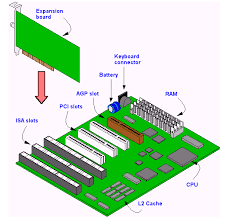 Expansion
board
Keyboard
connector
Battery
RAM
AGP slot
PCI slots
ISA slots
CPU
L2 Cache